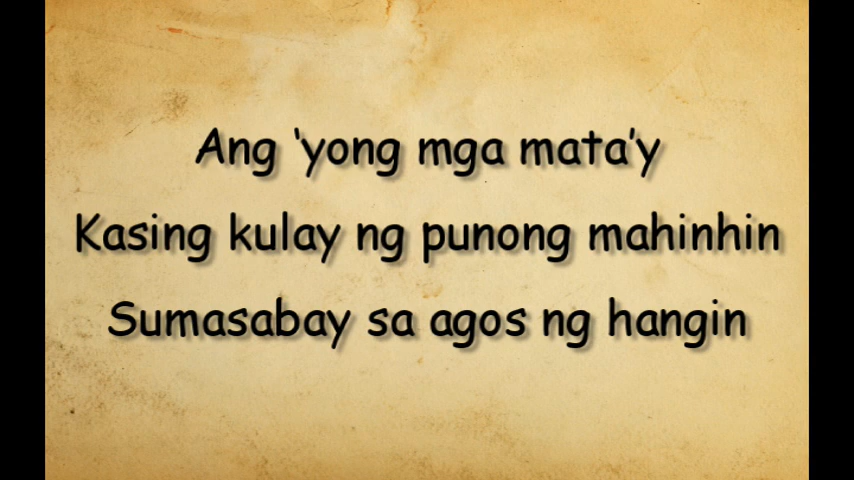 Ang ‘yong mga mata’y
Kasing kulay ng punong mahinhin
Sumasabay sa agos ng hangin